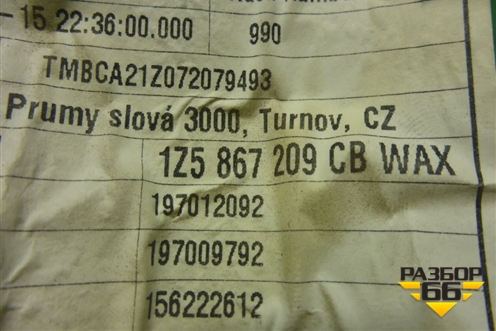 -15 22:36:00.000
990
TMBCA21Z072079493
Prumy slová 3000, Turnov, CZ
1Z5 867 209 CB WAX
197012092
197009792
156222612
РАЗБОР
66